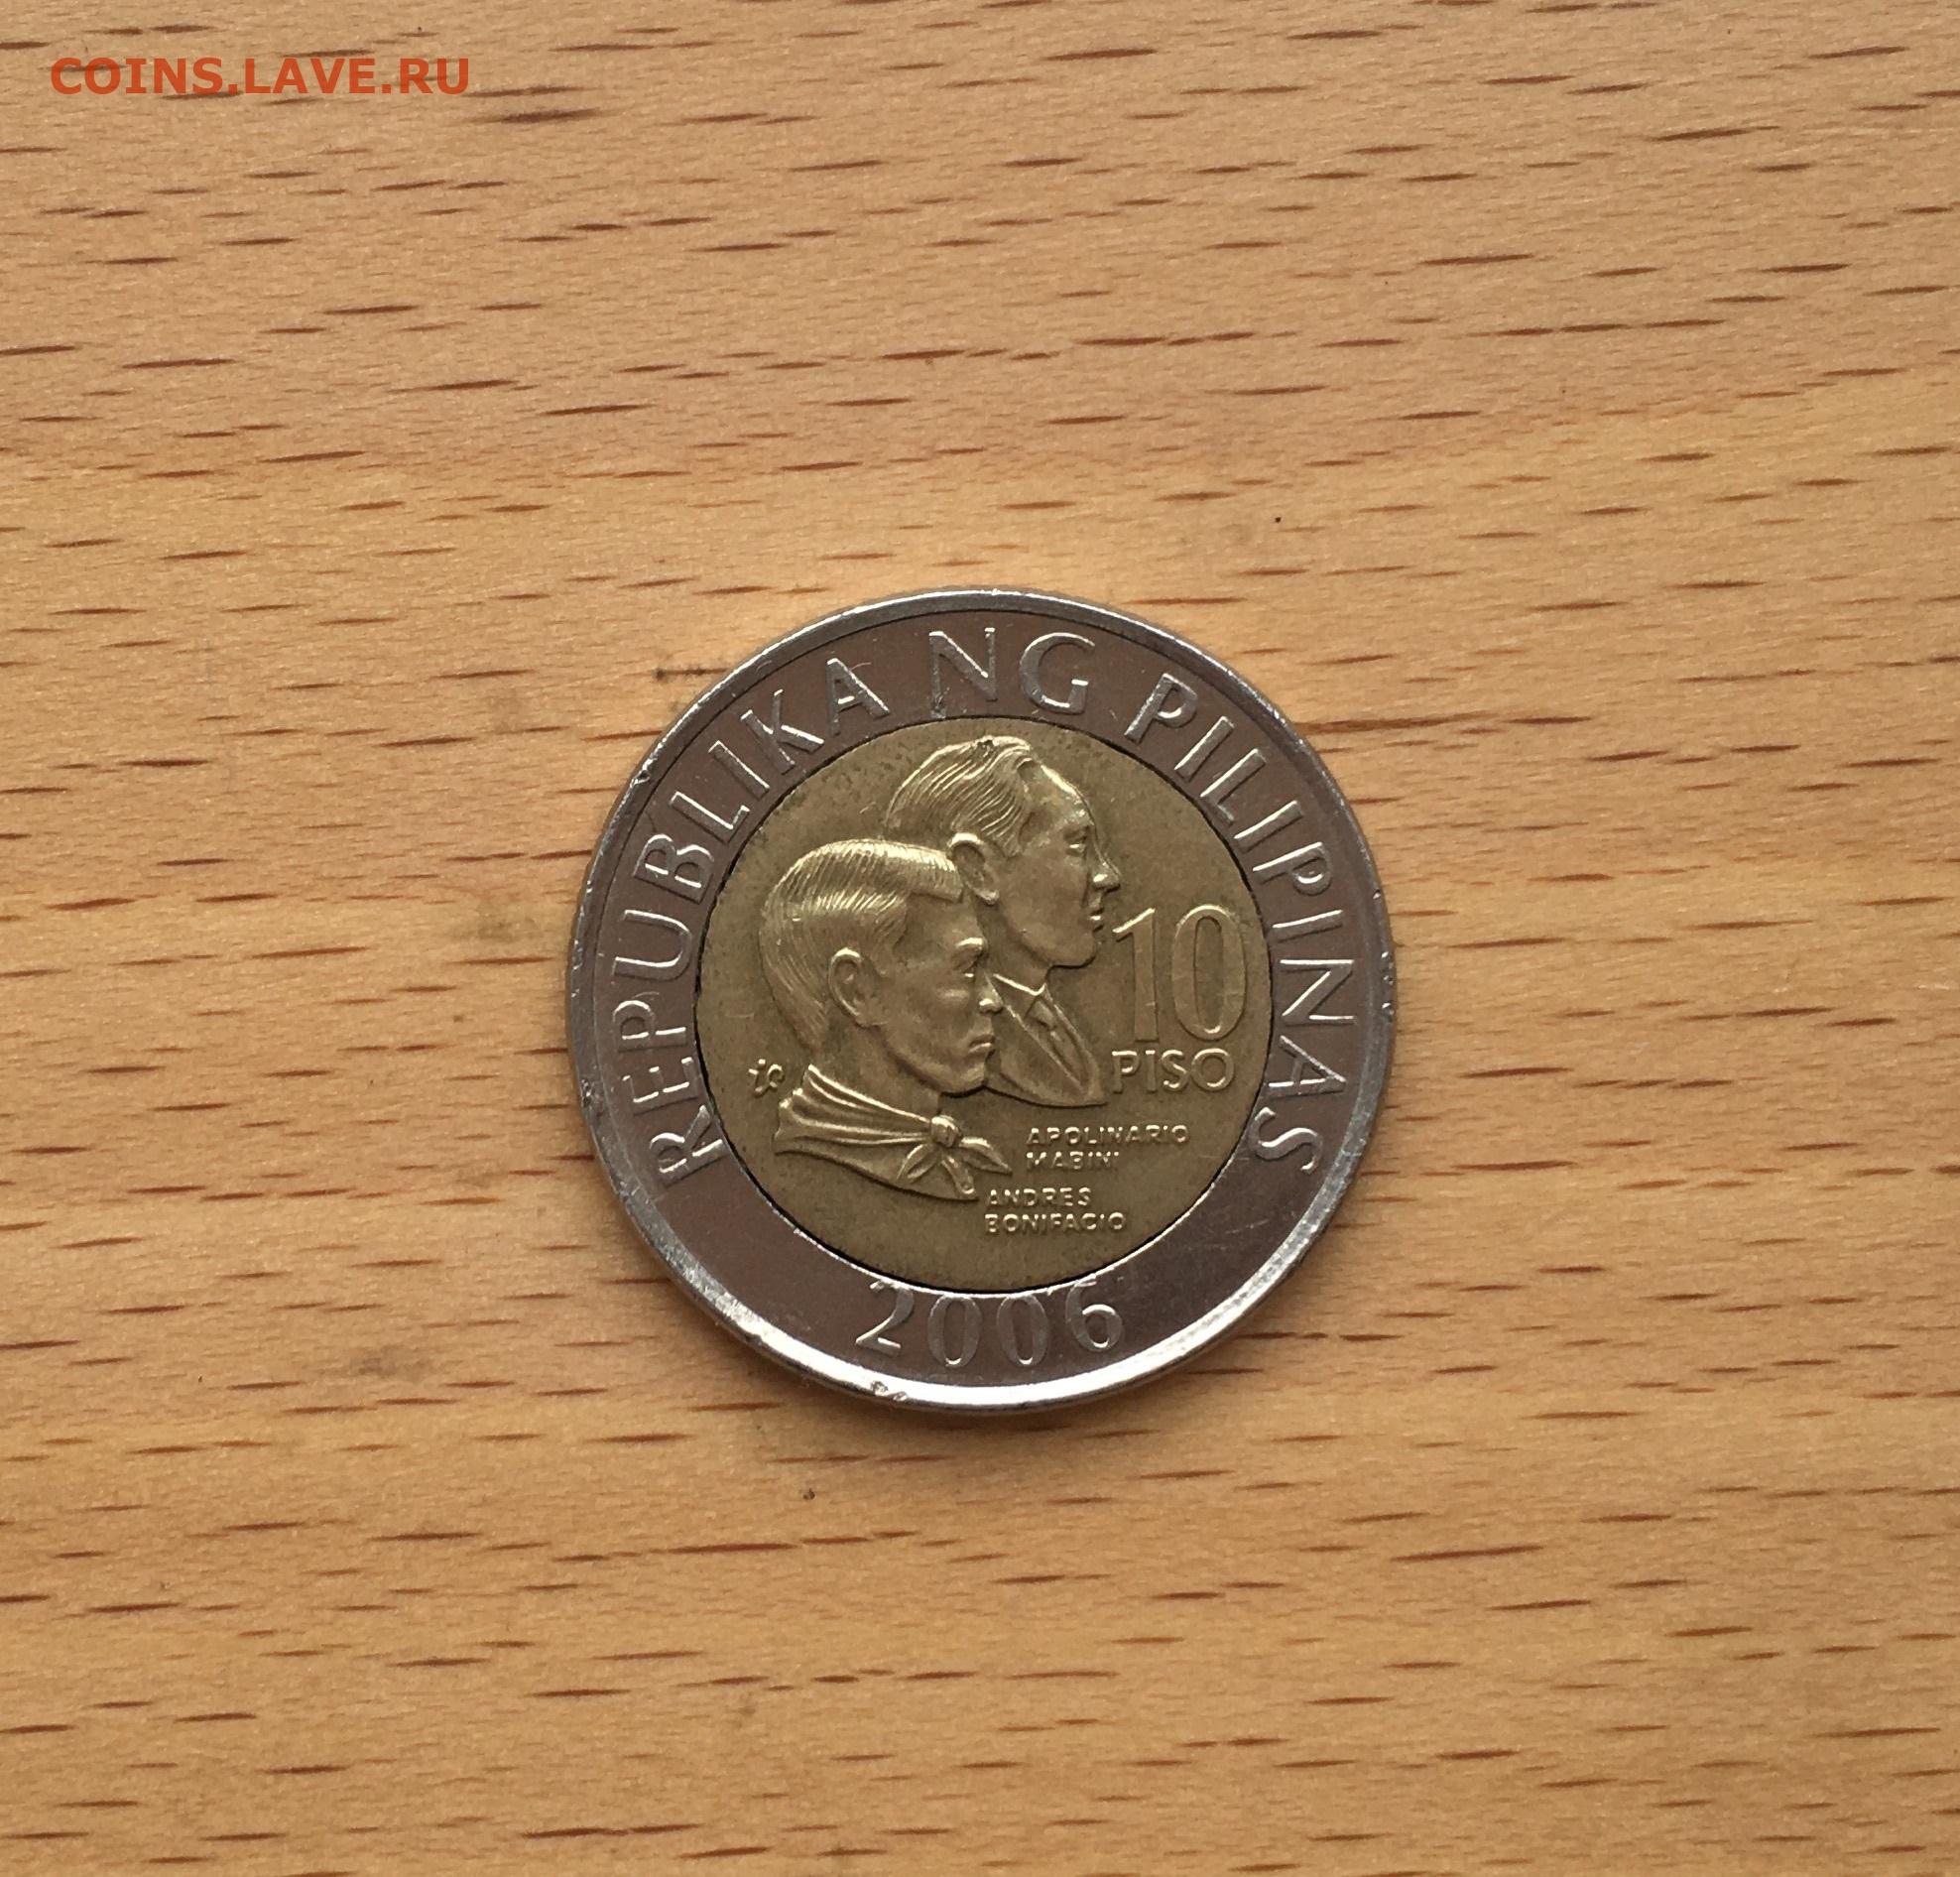 COINS.LAVE.RU
REPUBLIKA NG PILIPINAS
10
PISO
APOLINARIO
MABINI
ANDRES
BONIFACIO
2006